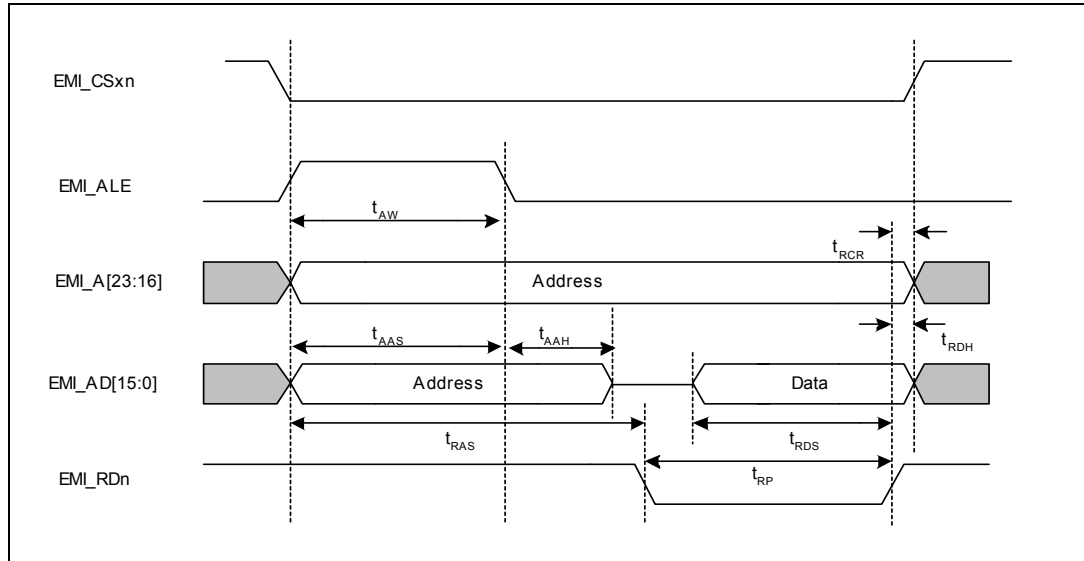 EMI_CSxn
EMI_ALE
t_AW
t_RCR
EMI_A[23:16]
Address
t_AAS
t_AAH
t_RDH
EMI_AD[15:0]
Address
Data
t_RAS
t_RDS
EMI_RDn
t_RP